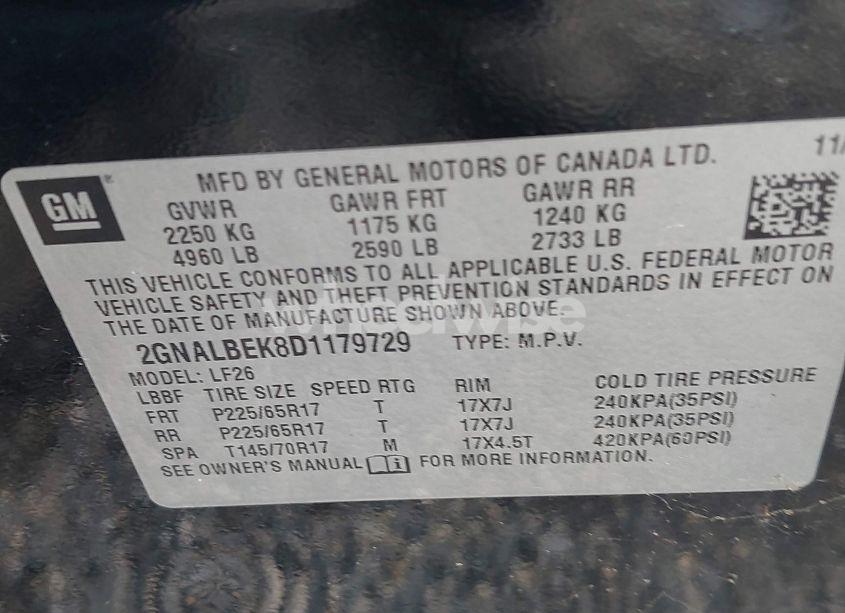 MFD BY GENERAL MOTORS OF CANADA LTD. 11/
GM
GVWR GAWR FRT GAWR RR
2250 KG 1175 KG 1240 KG
4960 LB 2590 LB 2733 LB
THIS VEHICLE CONFORMS TO ALL APPLICABLE U.S. FEDERAL MOTOR
VEHICLE SAFETY AND THEFT PREVENTION STANDARDS IN EFFECT ON
THE DATE OF MANUFACTURE SHOWN ABOVE.
wheelwise
2GNALBEK8D1179729 TYPE: M.P.V.
MODEL: LF26
LBBF TIRE SIZE SPEED RTG RIM COLD TIRE PRESSURE
FRT P225/65R17 T 17X7J 240KPA(35PSI)
RR P225/65R17 T 17X7J 240KPA(35PSI)
SPA T145/70R17 M 17X4.5T 420KPA(60PSI)
SEE OWNER'S MANUAL FOR MORE INFORMATION.